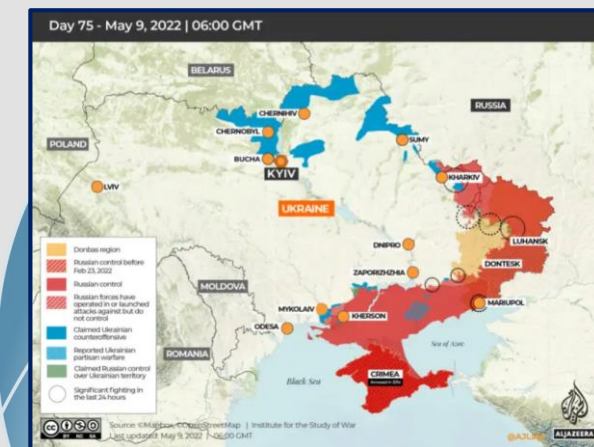 Day 75 - May 9, 2022 | 06:00 GMT
BELARUS
RUSSIA
CHERNIHIV
CHERNOBYL
SUMY
POLAND
BUCHA
KYIV
KHARKIV
LVIV
UKRAINE
LUHANSK
DNIPRO
DONTESK
ZAPORIZHZHIA
MOLDOVA
MYKOLAIV
MARIUPOL
KHERSON
ODESA
Sea of Azov
ROMANIA
CRIMEA
Black Sea
Donbas region
Russian control before
Feb 23, 2022
Russian control
Russian forces have
operated in or launched
attacks against but do
not control
Claimed Ukrainian
counteroffensive
Reported Ukrainian
partisan warfare
Claimed Russian control
over Ukrainian territory
Significant fighting in
the last 24 hours
CC BY NC SA
Source: ©Mapbox, ©OpenStreetMap | Institute for the Study of War
Last updated: May 9, 2022 | 06:00 GMT
ALJAZEERA